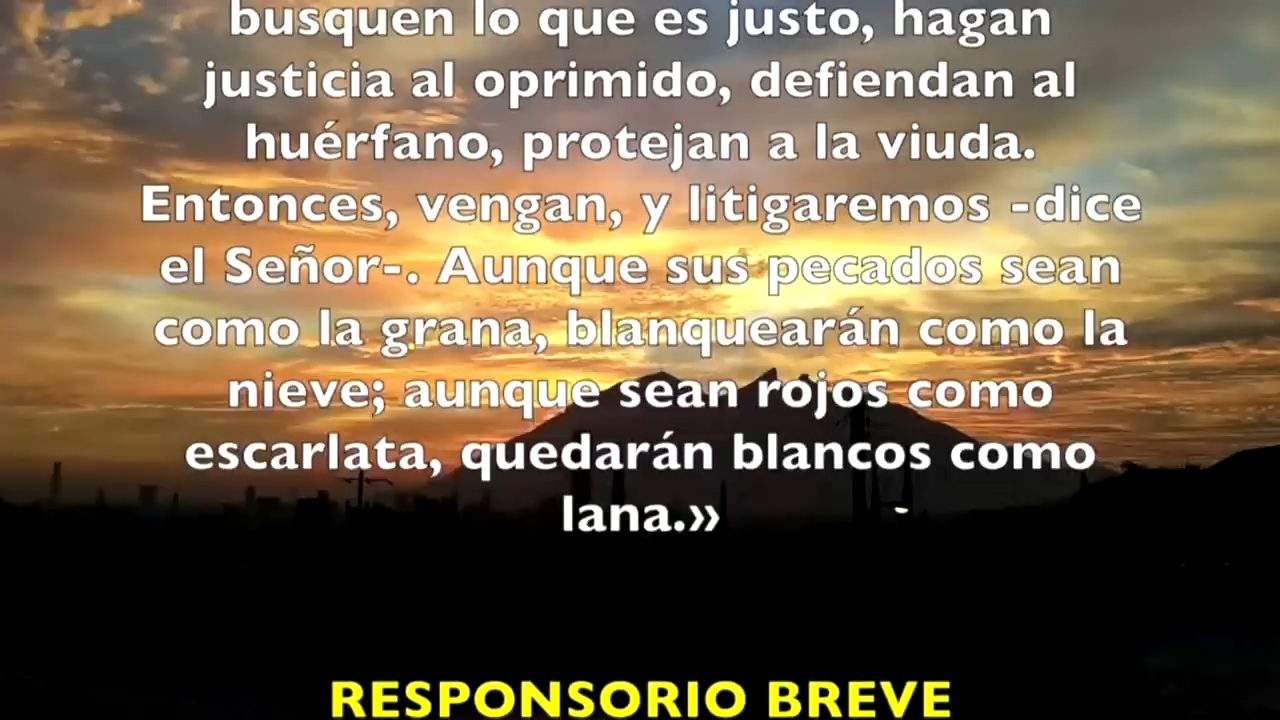 busquen lo que es justo, hagan
justicia al oprimido, defiendan al
huérfano, protejan a la viuda.
Entonces, vengan, y litigaremos -dice
el Señor-. Aunque sus pecados sean
como la grana, blanquearán como la
nieve; aunque sean rojos como
escarlata, quedarán blancos como
lana.»
RESPONSORIO BREVE